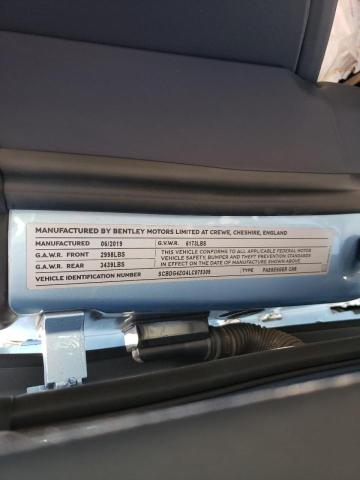 MANUFACTURED BY BENTLEY MOTORS LIMITED AT CREWE, CHESHIRE, ENGLAND
MANUFACTURED 06/2019 G.V.W.R. 6173LBS
G.A.W.R. FRONT 2998LBS THIS VEHICLE CONFORMS TO ALL APPLICABLE FEDERAL MOTOR
VEHICLE SAFETY, BUMPER AND THEFT PREVENTION STANDARDS
G.A.W.R. REAR 3439LBS IN EFFECT ON THE DATE OF MANUFACTURE SHOWN ABOVE
VEHICLE IDENTIFICATION NUMBER SCBDG4ZG4LC073309 TYPE PASSENGER CAR